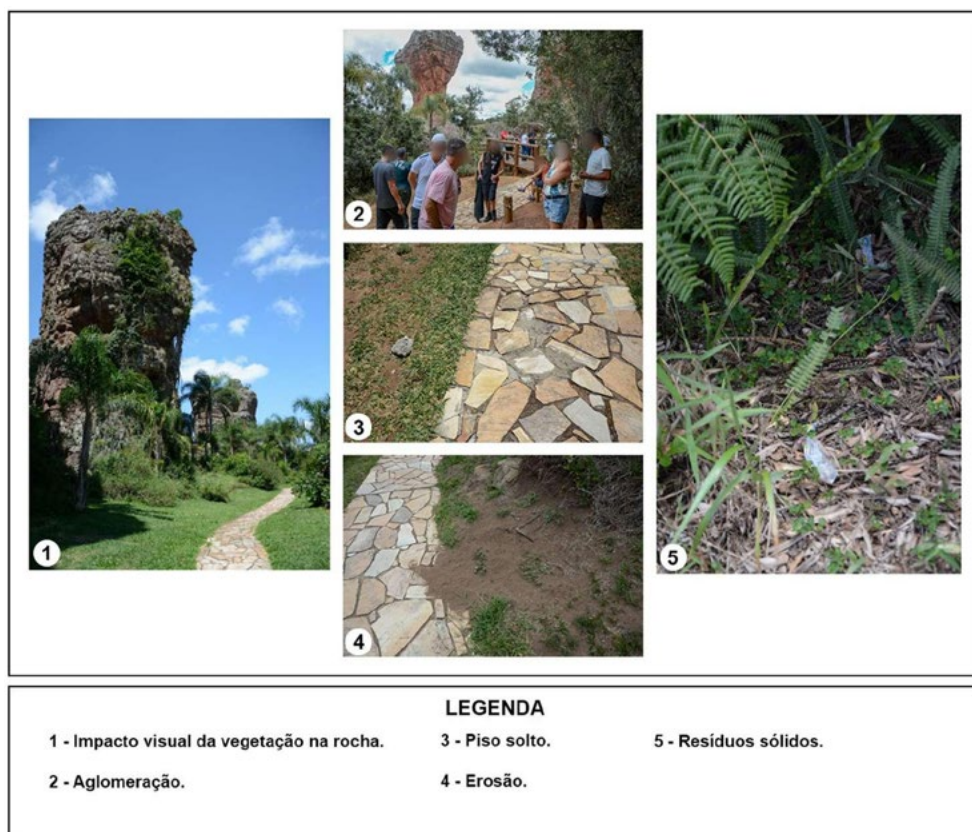 1
2
3
4
5
LEGENDA
1 - Impacto visual da vegetação na rocha.
3 - Piso solto.
5 - Resíduos sólidos.
2 - Aglomeração.
4 - Erosão.